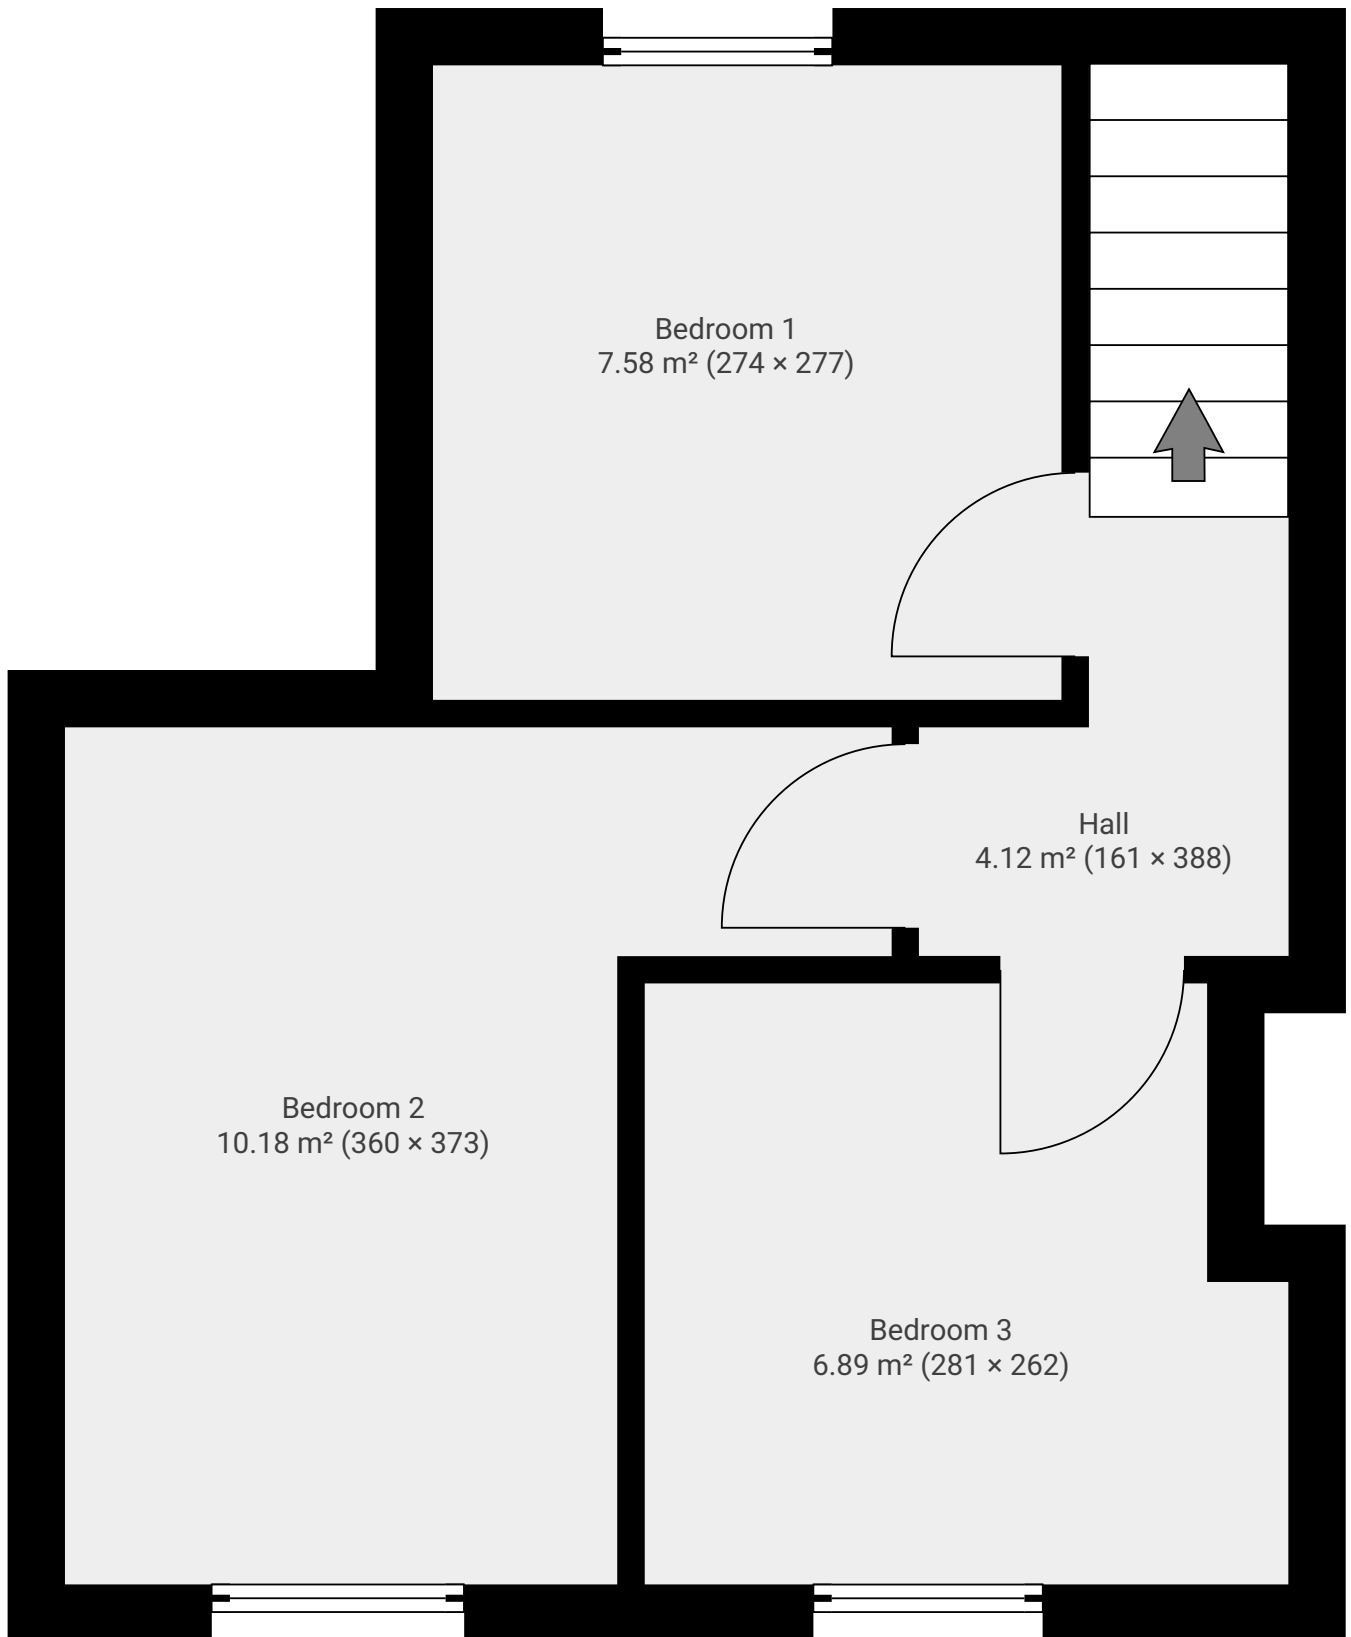 Bedroom 1
7.58 m² (274 × 277)
Hall
4.12 m² (161 × 388)
Bedroom 2
10.18 m² (360 × 373)
Bedroom 3
6.89 m² (281 × 262)